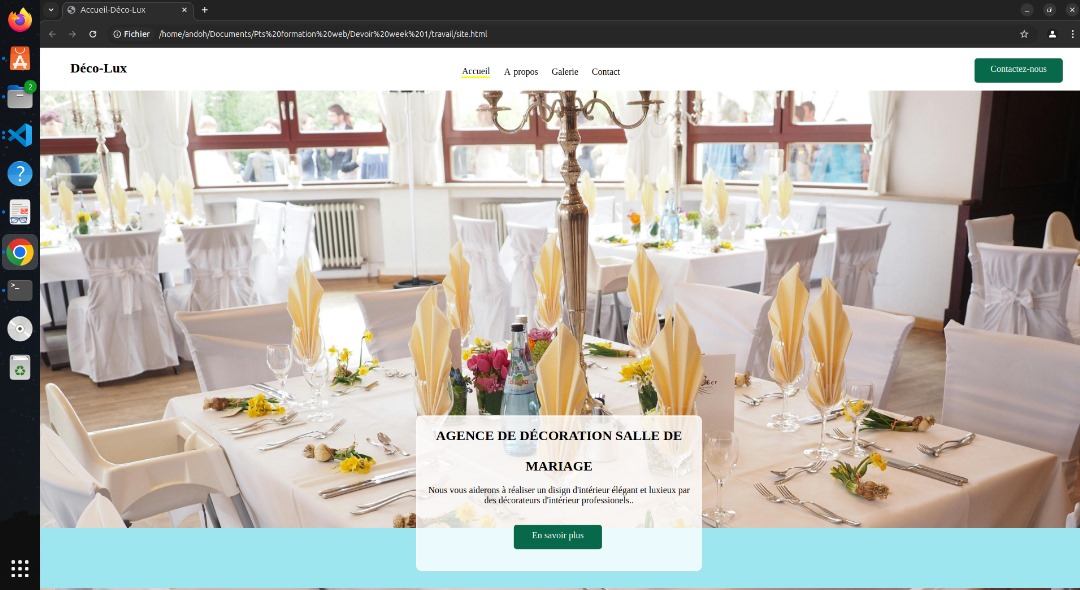 Accueil-Déco-Lux
Fichier /home/andoh/Documents/Pts%20formation%20web/Devoir%20week%201/travail/site.html
2
Déco-Lux
Accueil A propos Galerie Contact
Contactez-nous
AGENCE DE DÉCORATION SALLE DE
MARIAGE
Nous vous aiderons à réaliser un disign d'intérieur élégant et luxieux par
des décorateurs d'intérieur professionels..
En savoir plus